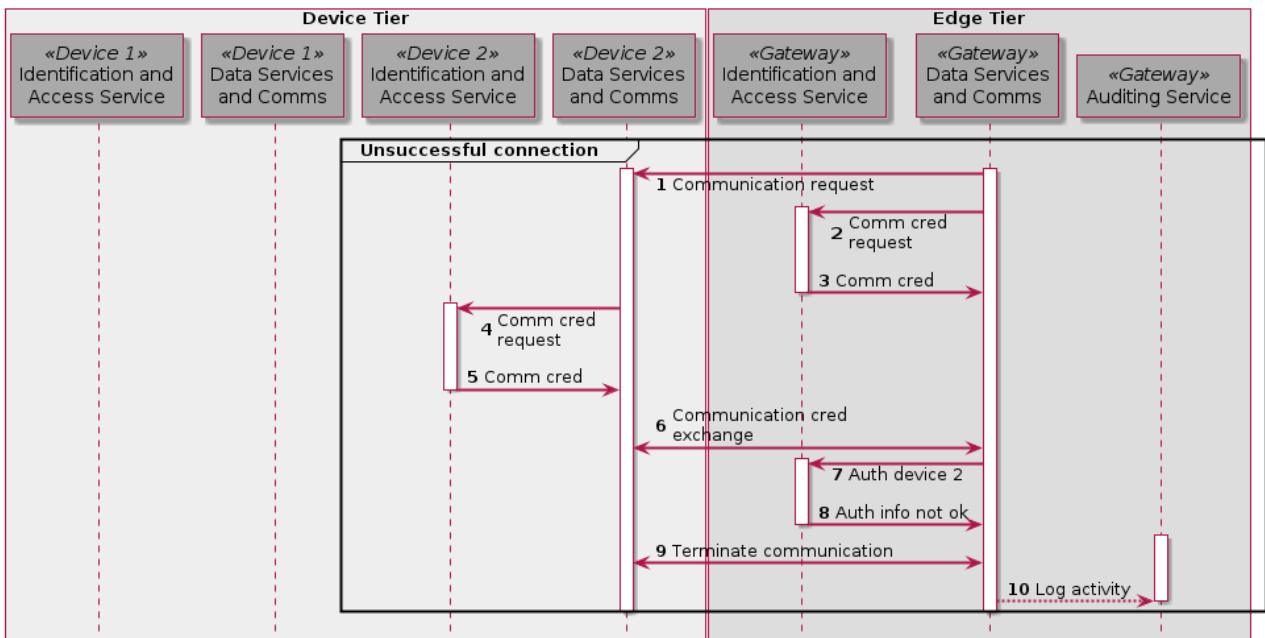 Device Tier
Edge Tier
«Device 1»
Identification and
Access Service
«Device 1»
Data Services
and Comms
«Device 2»
Identification and
Access Service
«Device 2»
Data Services
and Comms
«Gateway»
Identification and
Access Service
«Gateway»
Data Services
and Comms
«Gateway»
Auditing Service
Unsuccessful connection
1 Communication request
2 Comm cred
request
3 Comm cred
4 Comm cred
request
5 Comm cred
6 Communication cred
exchange
7 Auth device 2
8 Auth info not ok
9 Terminate communication
10 Log activity